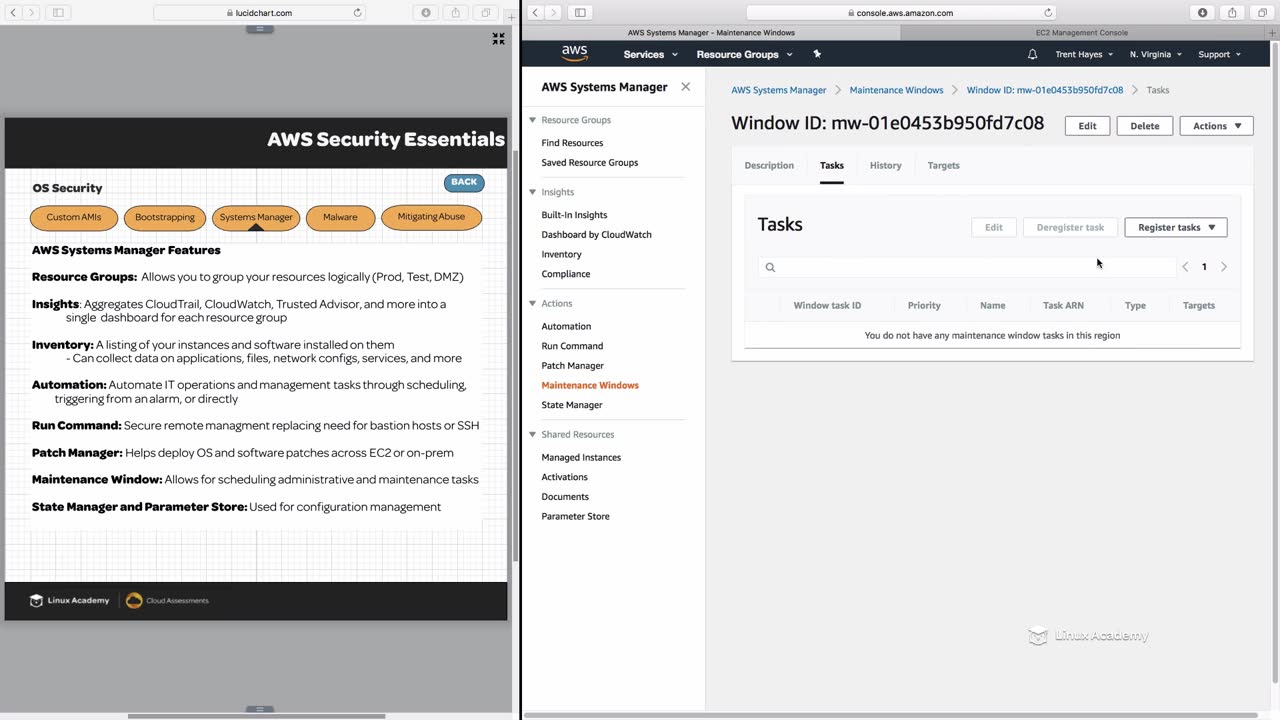 lucidchart.com
AWS Security Essentials
OS Security
BACK
Custom AMIs
Bootstrapping
Systems Manager
Malware
Mitigating Abuse
AWS Systems Manager Features
Resource Groups: Allows you to group your resources logically (Prod, Test, DMZ)
Insights: Aggregates CloudTrail, CloudWatch, Trusted Advisor, and more into a
single dashboard for each resource group
Inventory: A listing of your instances and software installed on them
- Can collect data on applications, files, network configs, services, and more
Automation: Automate IT operations and management tasks through scheduling,
triggering from an alarm, or directly
Run Command: Secure remote managment replacing need for bastion hosts or SSH
Patch Manager: Helps deploy OS and software patches across EC2 or on-prem
Maintenance Window: Allows for scheduling administrative and maintenance tasks
State Manager and Parameter Store: Used for configuration management
Linux Academy
Cloud Assessments
console.aws.amazon.com
AWS Systems Manager - Maintenance Windows
EC2 Management Console
aws
Services
Resource Groups
Trent Hayes
N. Virginia
Support
AWS Systems Manager
Resource Groups
Find Resources
Saved Resource Groups
Insights
Built-In Insights
Dashboard by CloudWatch
Inventory
Compliance
Actions
Automation
Run Command
Patch Manager
Maintenance Windows
State Manager
Shared Resources
Managed Instances
Activations
Documents
Parameter Store
AWS Systems Manager
Maintenance Windows
Window ID: mw-01e0453b950fd7c08
Tasks
Window ID: mw-01e0453b950fd7c08
Edit
Delete
Actions
Description
Tasks
History
Targets
Tasks
Edit
Deregister task
Register tasks
1
Window task ID
Priority
Name
Task ARN
Type
Targets
You do not have any maintenance window tasks in this region
Linux Academy